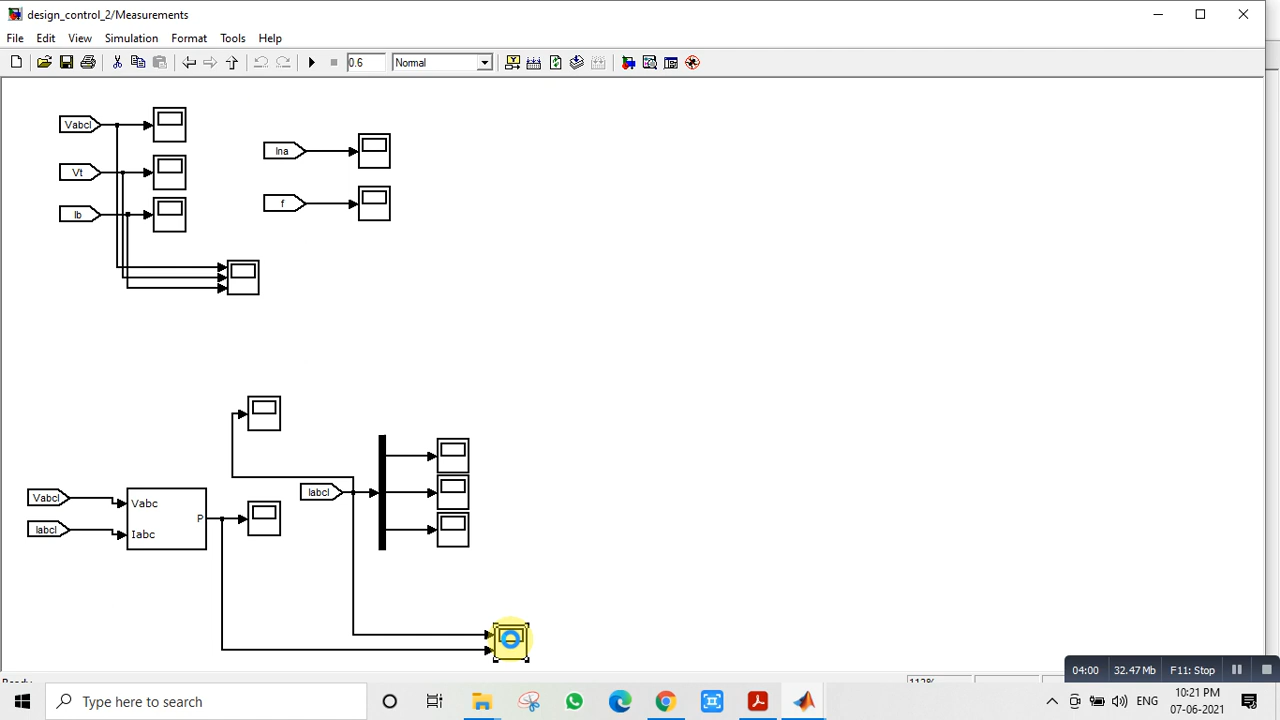 design_control_2/Measurements
File Edit View Simulation Format Tools Help
0.6 Normal
Vabcl
Vt
Ib
Ina
f
Vabcl
Iabcl
Vabc
Iabc
P
Iabcl
Ready
113%
04:00 32.47 Mb F11: Stop
Type here to search
ENG
10:21 PM
07-06-2021